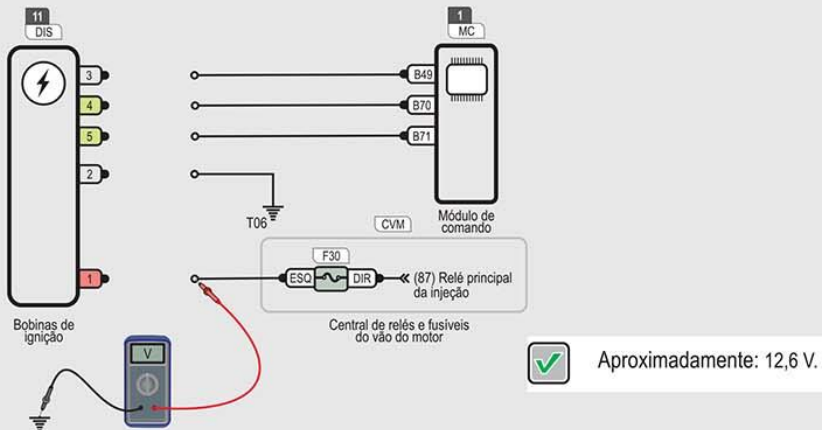 11
DIS
1
MC
3
B49
4
B70
5
B71
2
T06
Módulo de
comando
CVM
F30
1
ESQ
DIR
(87) Relé principal
da injeção
Bobinas de
ignição
Central de relés e fusíveis
do vão do motor
V
Aproximadamente: 12,6 V.